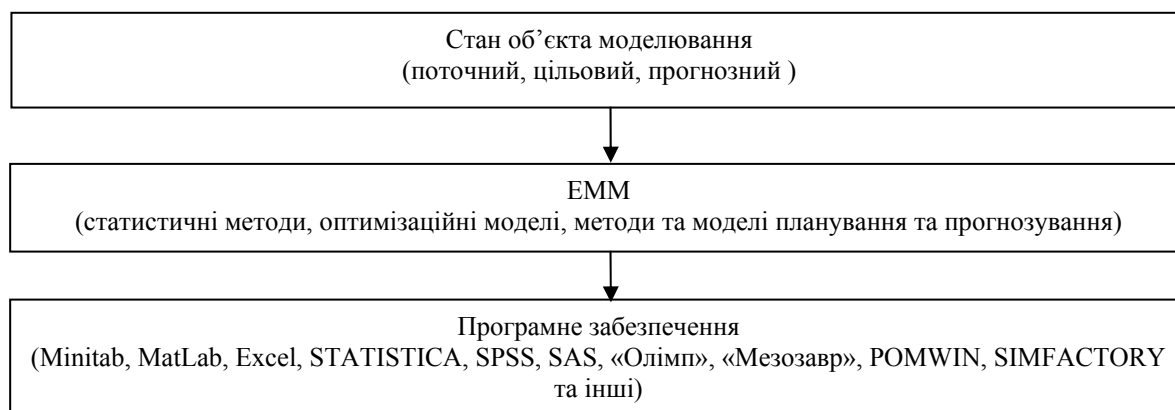 Стан об’єкта моделювання
(поточний, цільовий, прогнозний )
ЕММ
(статистичні методи, оптимізаційні моделі, методи та моделі планування та прогнозування)
Програмне забезпечення
(Minitab, MatLab, Excel, STATISTICA, SPSS, SAS, «Олімп», «Мезозавр», POMWIN, SIMFACTORY
та інші)